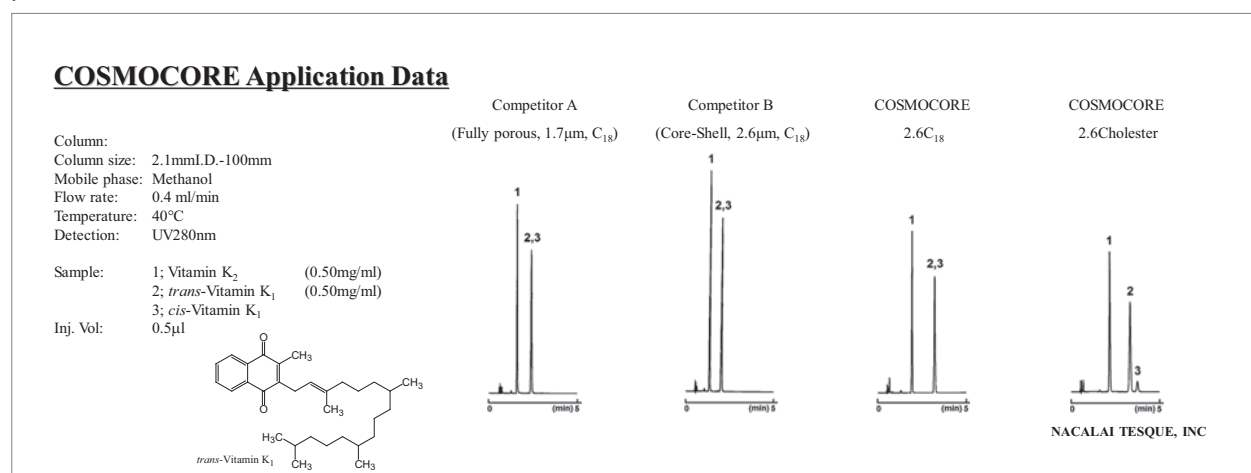 COSMOCORE Application Data
Column:
Column size: 2.1mmI.D.-100mm
Mobile phase: Methanol
Flow rate: 0.4 ml/min
Temperature: 40°C
Detection: UV280nm
Sample: 1; Vitamin K₂ (0.50mg/ml)
2; trans-Vitamin K₁ (0.50mg/ml)
3; cis-Vitamin K₁
Inj. Vol: 0.5μl
O
CH₃
O
CH₃
CH₃
H₃C
CH₃
CH₃
trans-Vitamin K₁
Competitor A
(Fully porous, 1.7μm, C₁₈)
1
2,3
0 (min) 5
Competitor B
(Core-Shell, 2.6μm, C₁₈)
1
2,3
0 (min) 5
COSMOCORE
2.6C₁₈
1
2,3
0 (min) 5
COSMOCORE
2.6Cholester
1
2
3
0 (min) 5
NACALAI TESQUE, INC